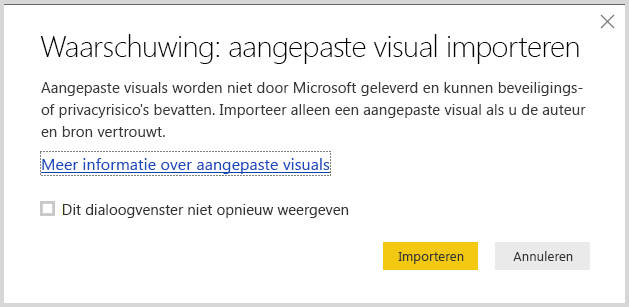 Waarschuwing: aangepaste visual importeren
Aangepaste visuals worden niet door Microsoft geleverd en kunnen beveiligings-
of privacyrisico's bevatten. Importeer alleen een aangepaste visual als u de auteur
en bron vertrouwt.
Meer informatie over aangepaste visuals
Dit dialoogvenster niet opnieuw weergeven
Importeren
Annuleren